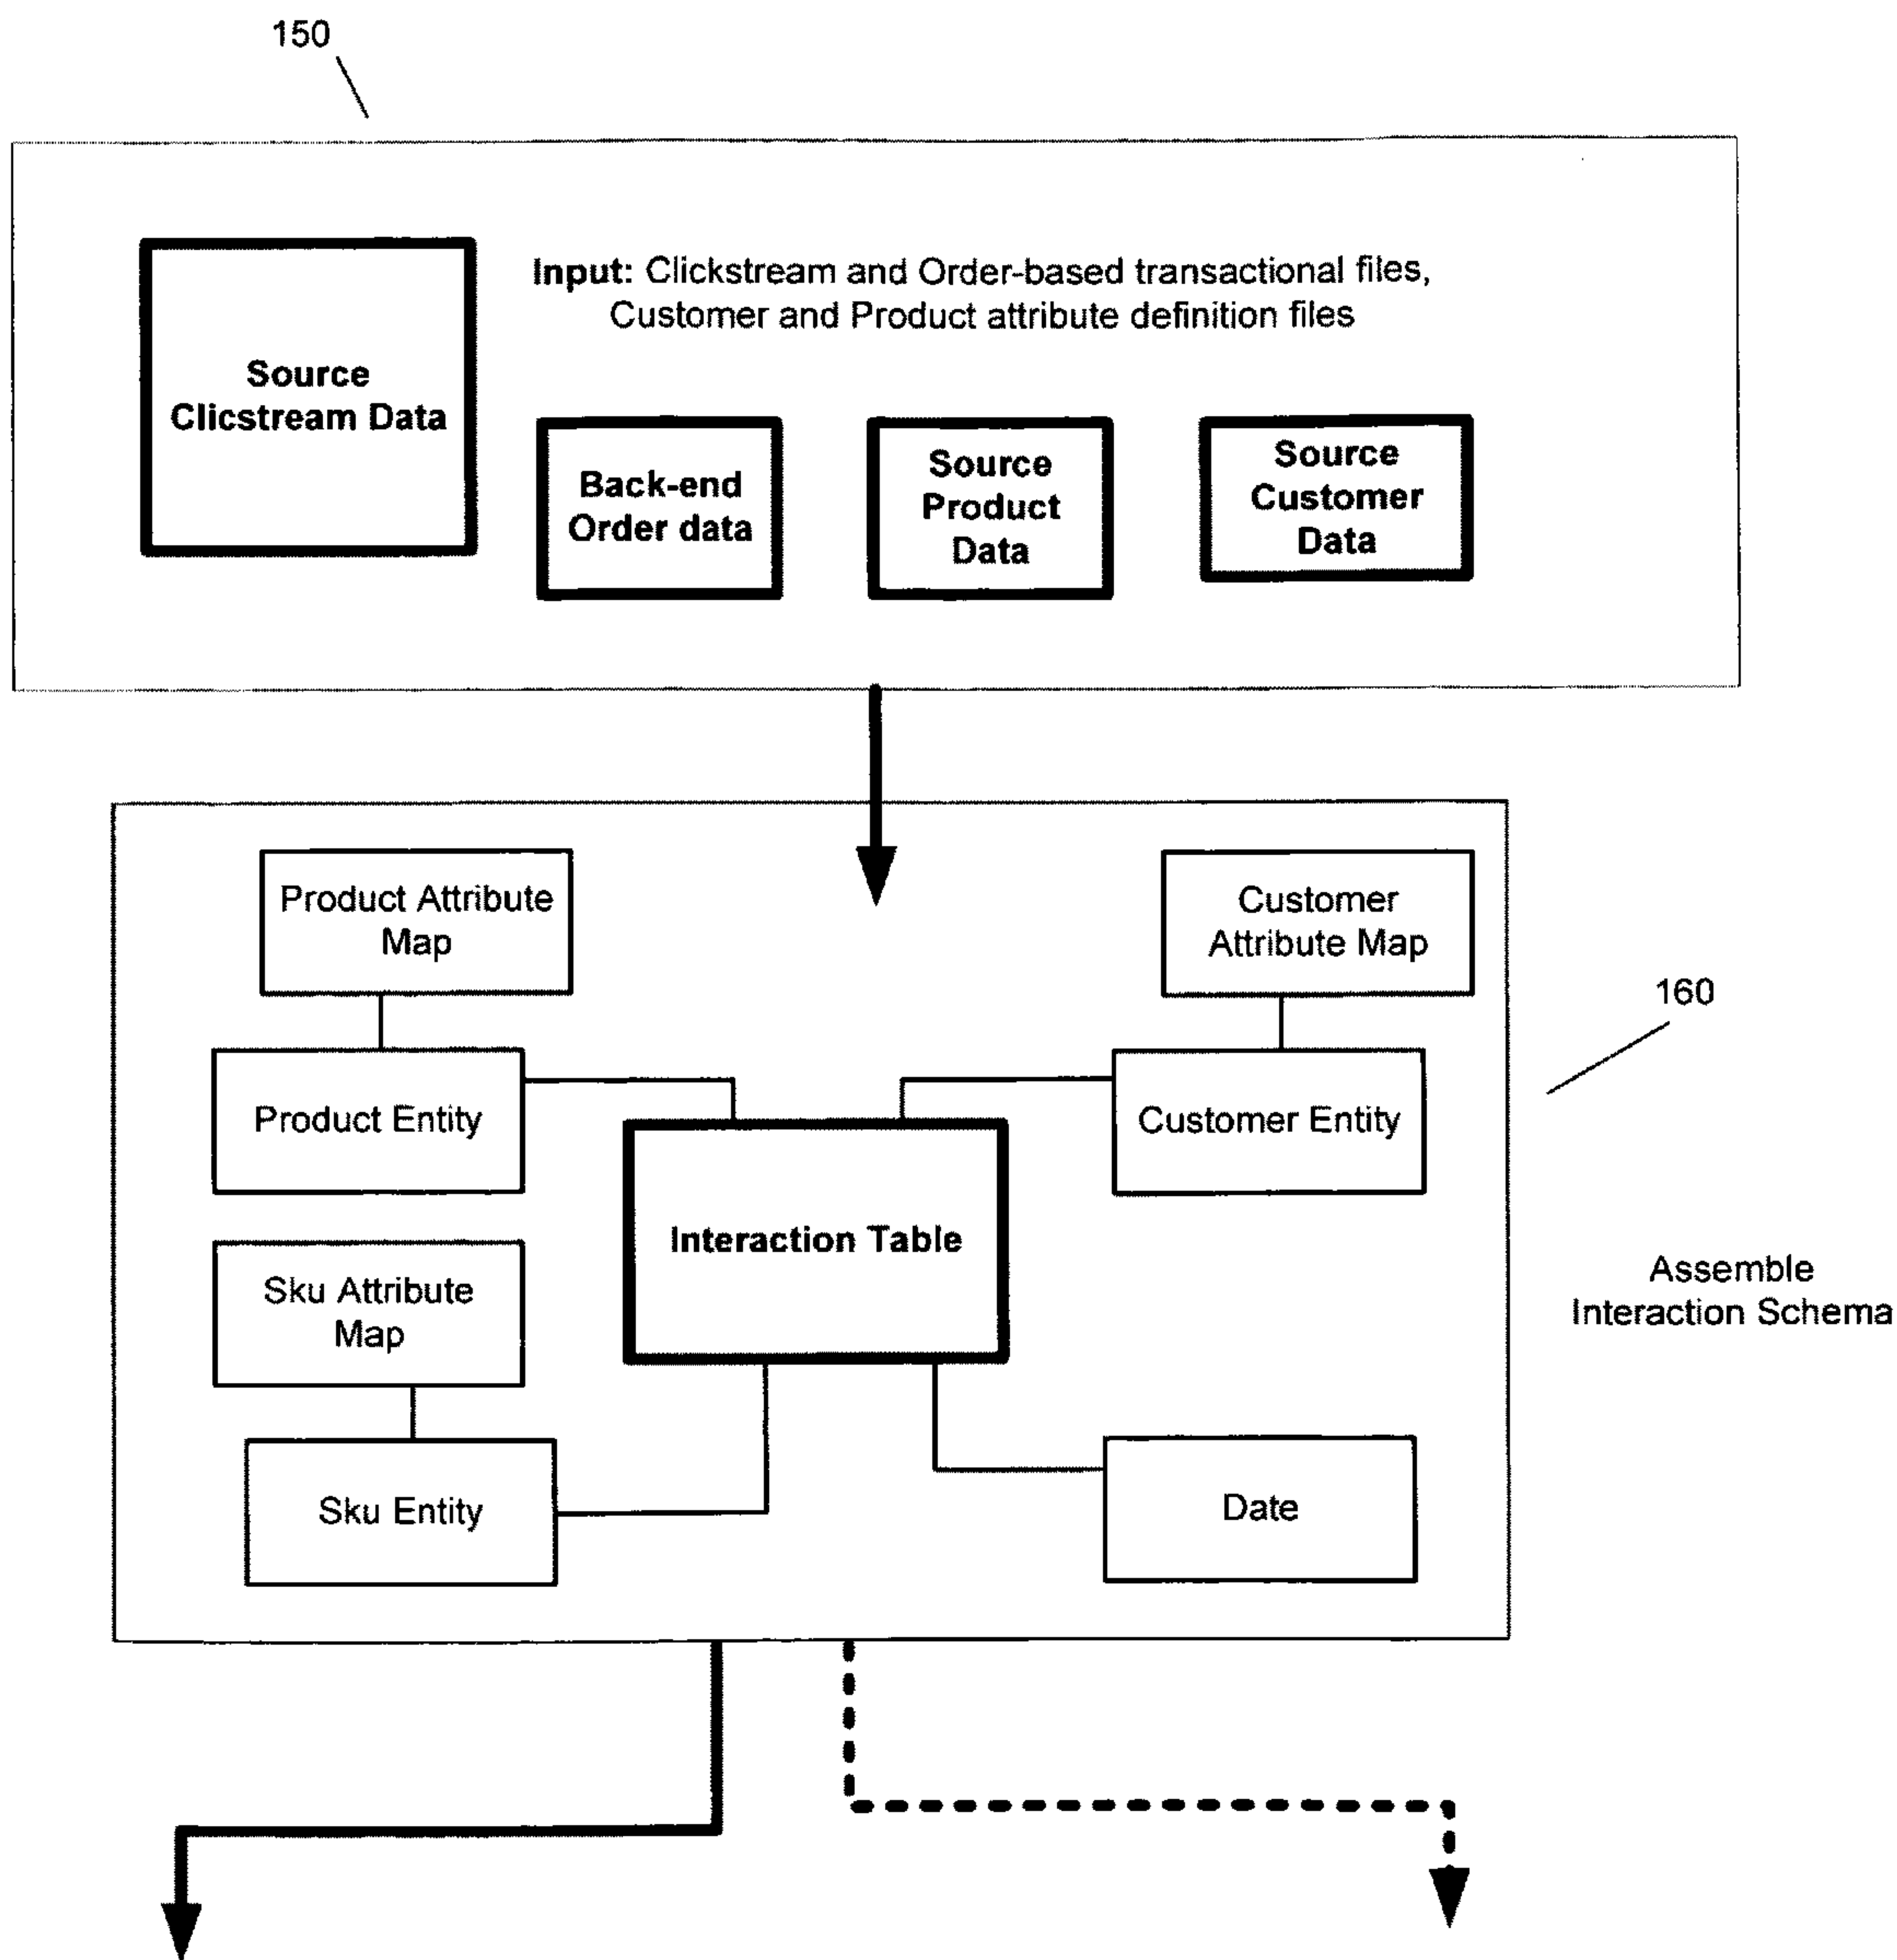 150
Input: Clickstream and Order-based transactional files,
Customer and Product attribute definition files
Source
Clicstream Data
Back-end
Order data
Source
Product
Data
Source
Customer
Data
Product Attribute
Map
Customer
Attribute Map
160
Product Entity
Customer Entity
Interaction Table
Sku Attribute
Map
Assemble
Interaction Schema
Sku Entity
Date